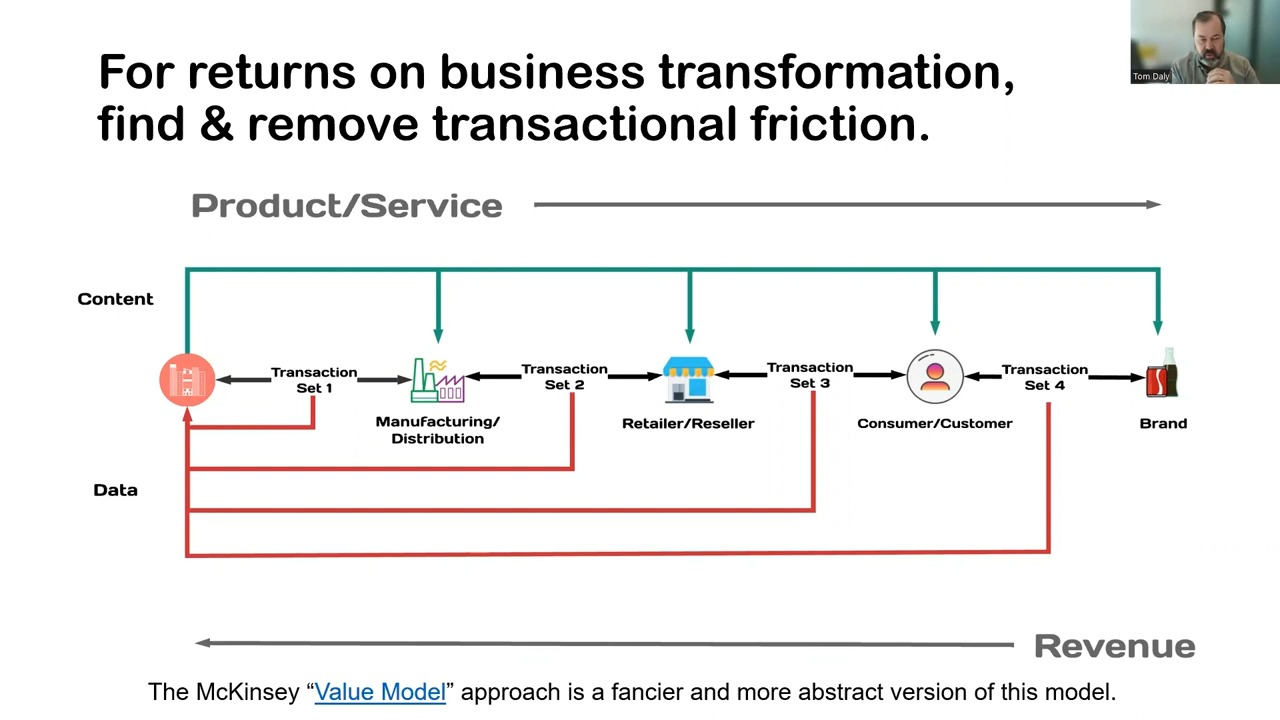 For returns on business transformation,
find & remove transactional friction.
Tom Daly
Product/Service
Content
Transaction
Set 1
Transaction
Set 2
Transaction
Set 3
Transaction
Set 4
Manufacturing/
Distribution
Retailer/Reseller
Consumer/Customer
Brand
Data
Revenue
The McKinsey “Value Model” approach is a fancier and more abstract version of this model.